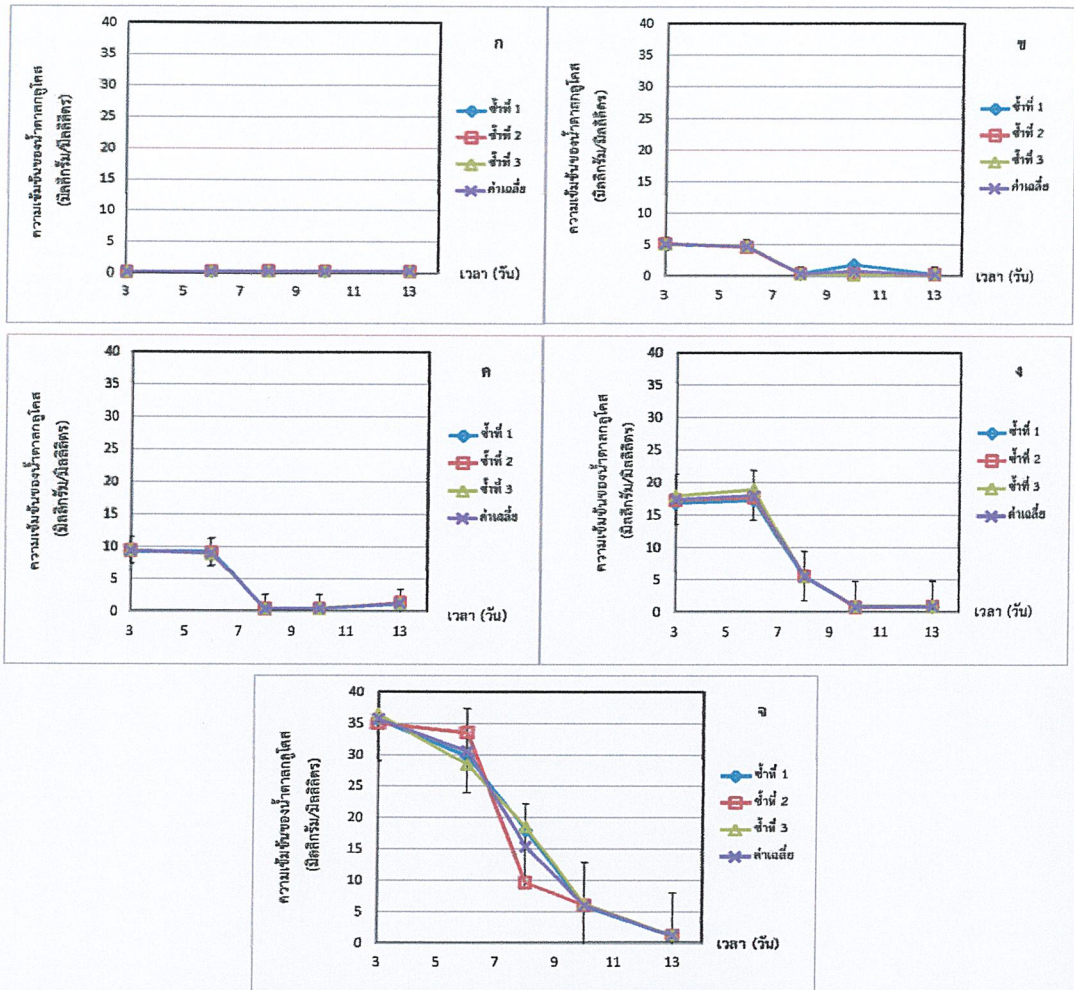 ความเข้มข้นของน้ำตาลกลูโคส
(มิลลิกรัม/มิลลิลิตร)
40
35
30
25
20
15
10
5
0
3 5 7 9 11 13
เวลา (วัน)
ก
ซ้ำที่ 1
ซ้ำที่ 2
ซ้ำที่ 3
ค่าเฉลี่ย
ความเข้มข้นของน้ำตาลกลูโคส
(มิลลิกรัม/มิลลิลิตร)
40
35
30
25
20
15
10
5
0
3 5 7 9 11 13
เวลา (วัน)
ข
ซ้ำที่ 1
ซ้ำที่ 2
ซ้ำที่ 3
ค่าเฉลี่ย
ความเข้มข้นของน้ำตาลกลูโคส
(มิลลิกรัม/มิลลิลิตร)
40
35
30
25
20
15
10
5
0
3 5 7 9 11 13
เวลา (วัน)
ค
ซ้ำที่ 1
ซ้ำที่ 2
ซ้ำที่ 3
ค่าเฉลี่ย
ความเข้มข้นของน้ำตาลกลูโคส
(มิลลิกรัม/มิลลิลิตร)
40
35
30
25
20
15
10
5
0
3 5 7 9 11 13
เวลา (วัน)
ง
ซ้ำที่ 1
ซ้ำที่ 2
ซ้ำที่ 3
ค่าเฉลี่ย
ความเข้มข้นของน้ำตาลกลูโคส
(มิลลิกรัม/มิลลิลิตร)
40
35
30
25
20
15
10
5
0
3 5 7 9 11 13
เวลา (วัน)
จ
ซ้ำที่ 1
ซ้ำที่ 2
ซ้ำที่ 3
ค่าเฉลี่ย